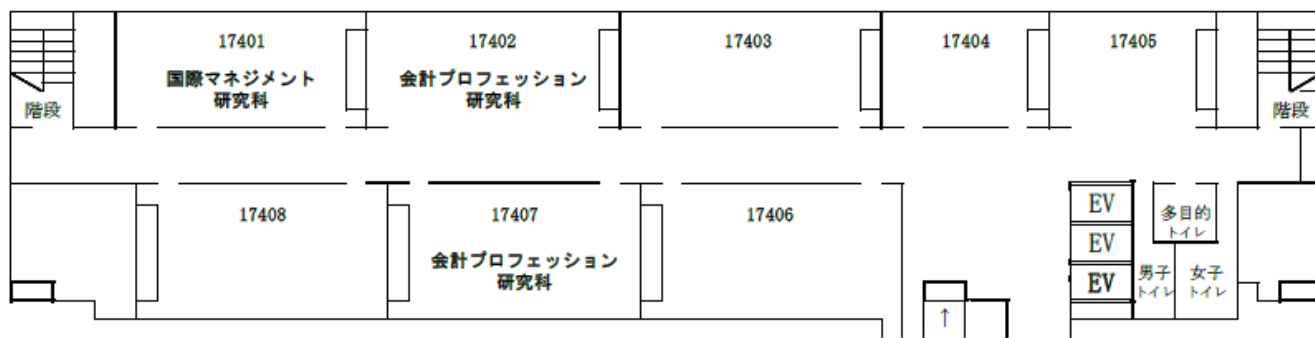 17401
国際マネジメント
研究科
17402
会計プロフェッション
研究科
17403
17404
17405
階段
階段
17408
17407
会計プロフェッション
研究科
17406
EV
EV
EV
多目的
トイレ
男子
トイレ
女子
トイレ
↑